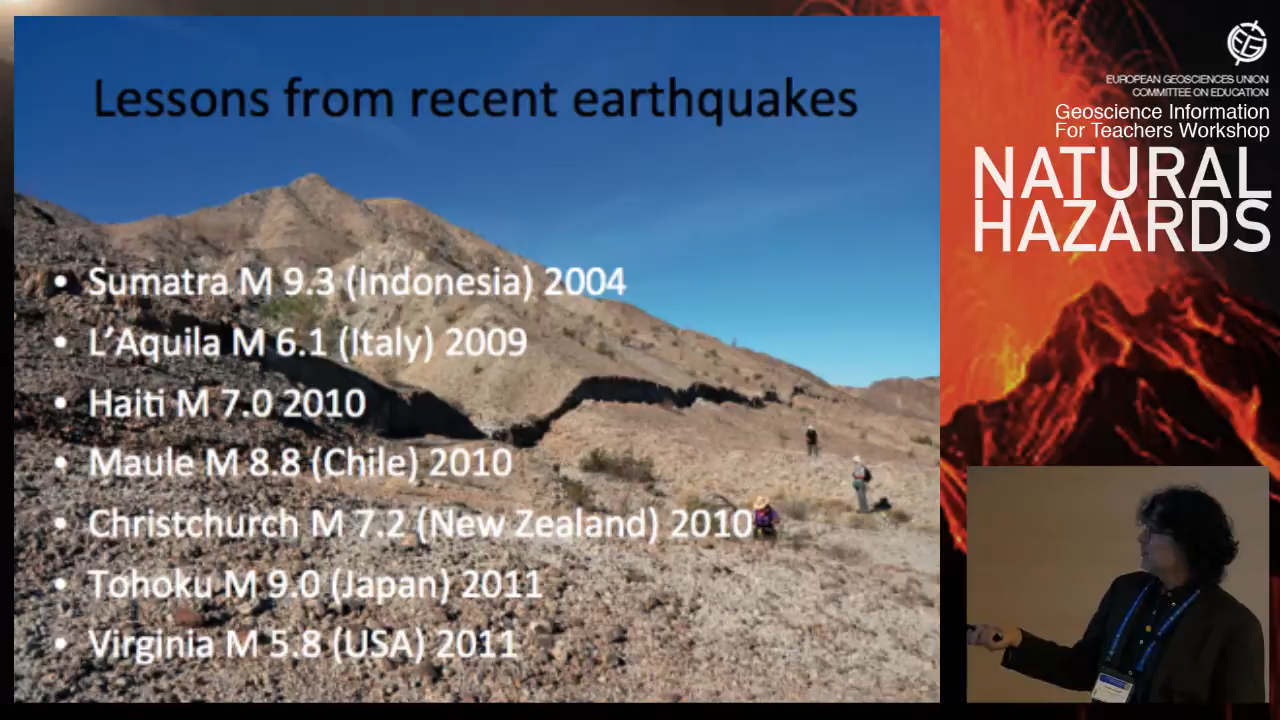 Lessons from recent earthquakes
• Sumatra M 9.3 (Indonesia) 2004
• L’Aquila M 6.1 (Italy) 2009
• Haiti M 7.0 2010
• Maule M 8.8 (Chile) 2010
• Christchurch M 7.2 (New Zealand) 2010
• Tohoku M 9.0 (Japan) 2011
• Virginia M 5.8 (USA) 2011
EGU
EUROPEAN GEOSCIENCES UNION
COMMITTEE ON EDUCATION
Geoscience Information
For Teachers Workshop
NATURAL
HAZARDS